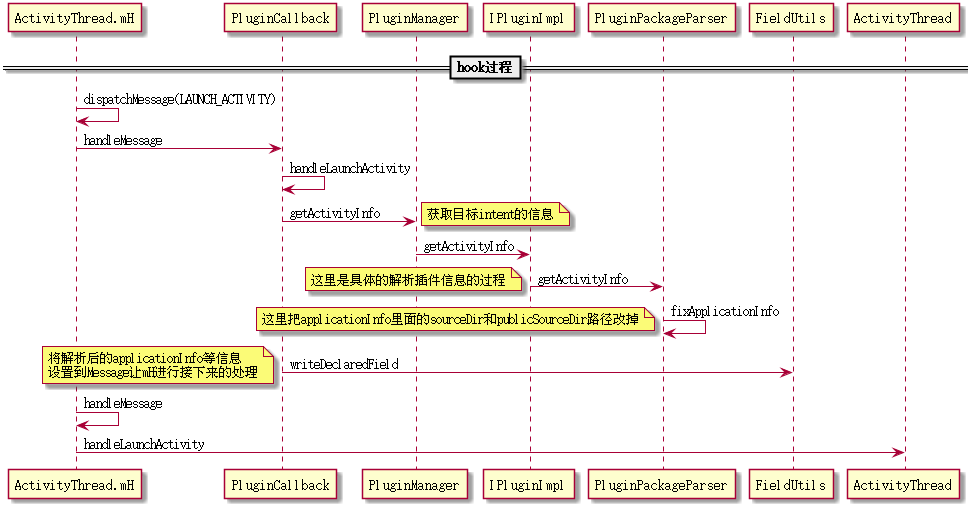 ActivityThread.mH
PluginCallback
PluginManager
IPluginImpl
PluginPackageParser
FieldUtils
ActivityThread
hook过程
dispatchMessage(LAUNCH_ACTIVITY)
handleMessage
handleLaunchActivity
getActivityInfo
获取目标intent的信息
getActivityInfo
这里是具体的解析插件信息的过程
getActivityInfo
这里把applicationInfo里面的sourceDir和publicSourceDir路径改掉
fixApplicationInfo
将解析后的applicationInfo等信息
设置到Message让mH进行接下来的处理
writeDeclaredField
handleMessage
handleLaunchActivity
ActivityThread.mH
PluginCallback
PluginManager
IPluginImpl
PluginPackageParser
FieldUtils
ActivityThread